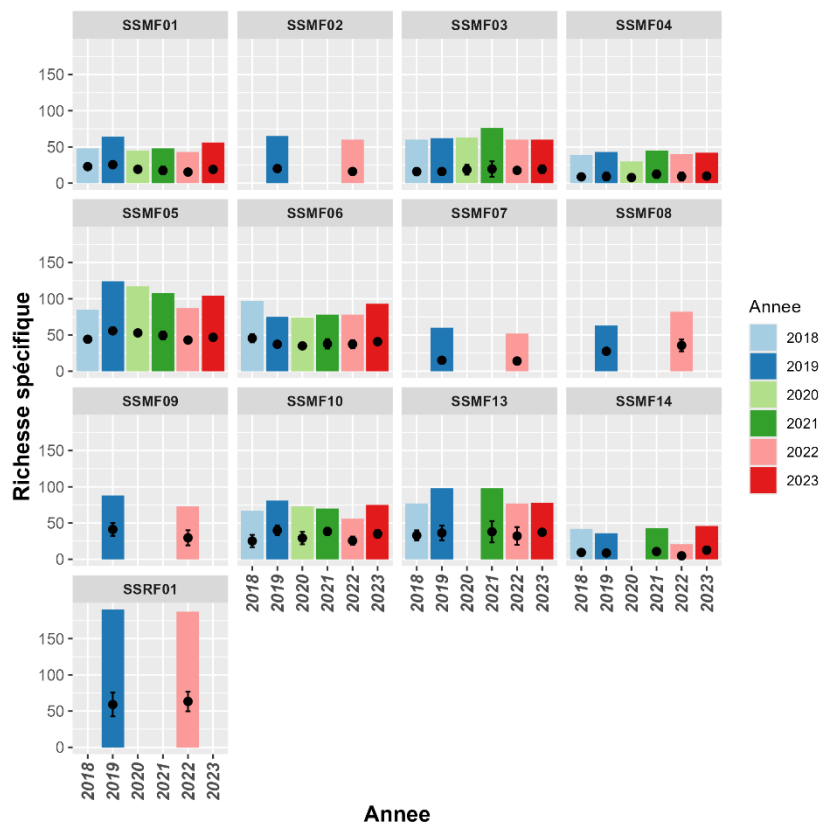 SSMF01 SSMF02 SSMF03 SSMF04
150
100
50
0
SSMF05 SSMF06 SSMF07 SSMF08
150
100
50
0
SSMF09 SSMF10 SSMF13 SSMF14
150
100
50
0
2018 2019 2020 2021 2022 2023 2018 2019 2020 2021 2022 2023 2018 2019 2020 2021 2022 2023
SSRF01
150
100
50
0
2018 2019 2020 2021 2022 2023
Richesse spécifique
Annee
Annee
2018
2019
2020
2021
2022
2023